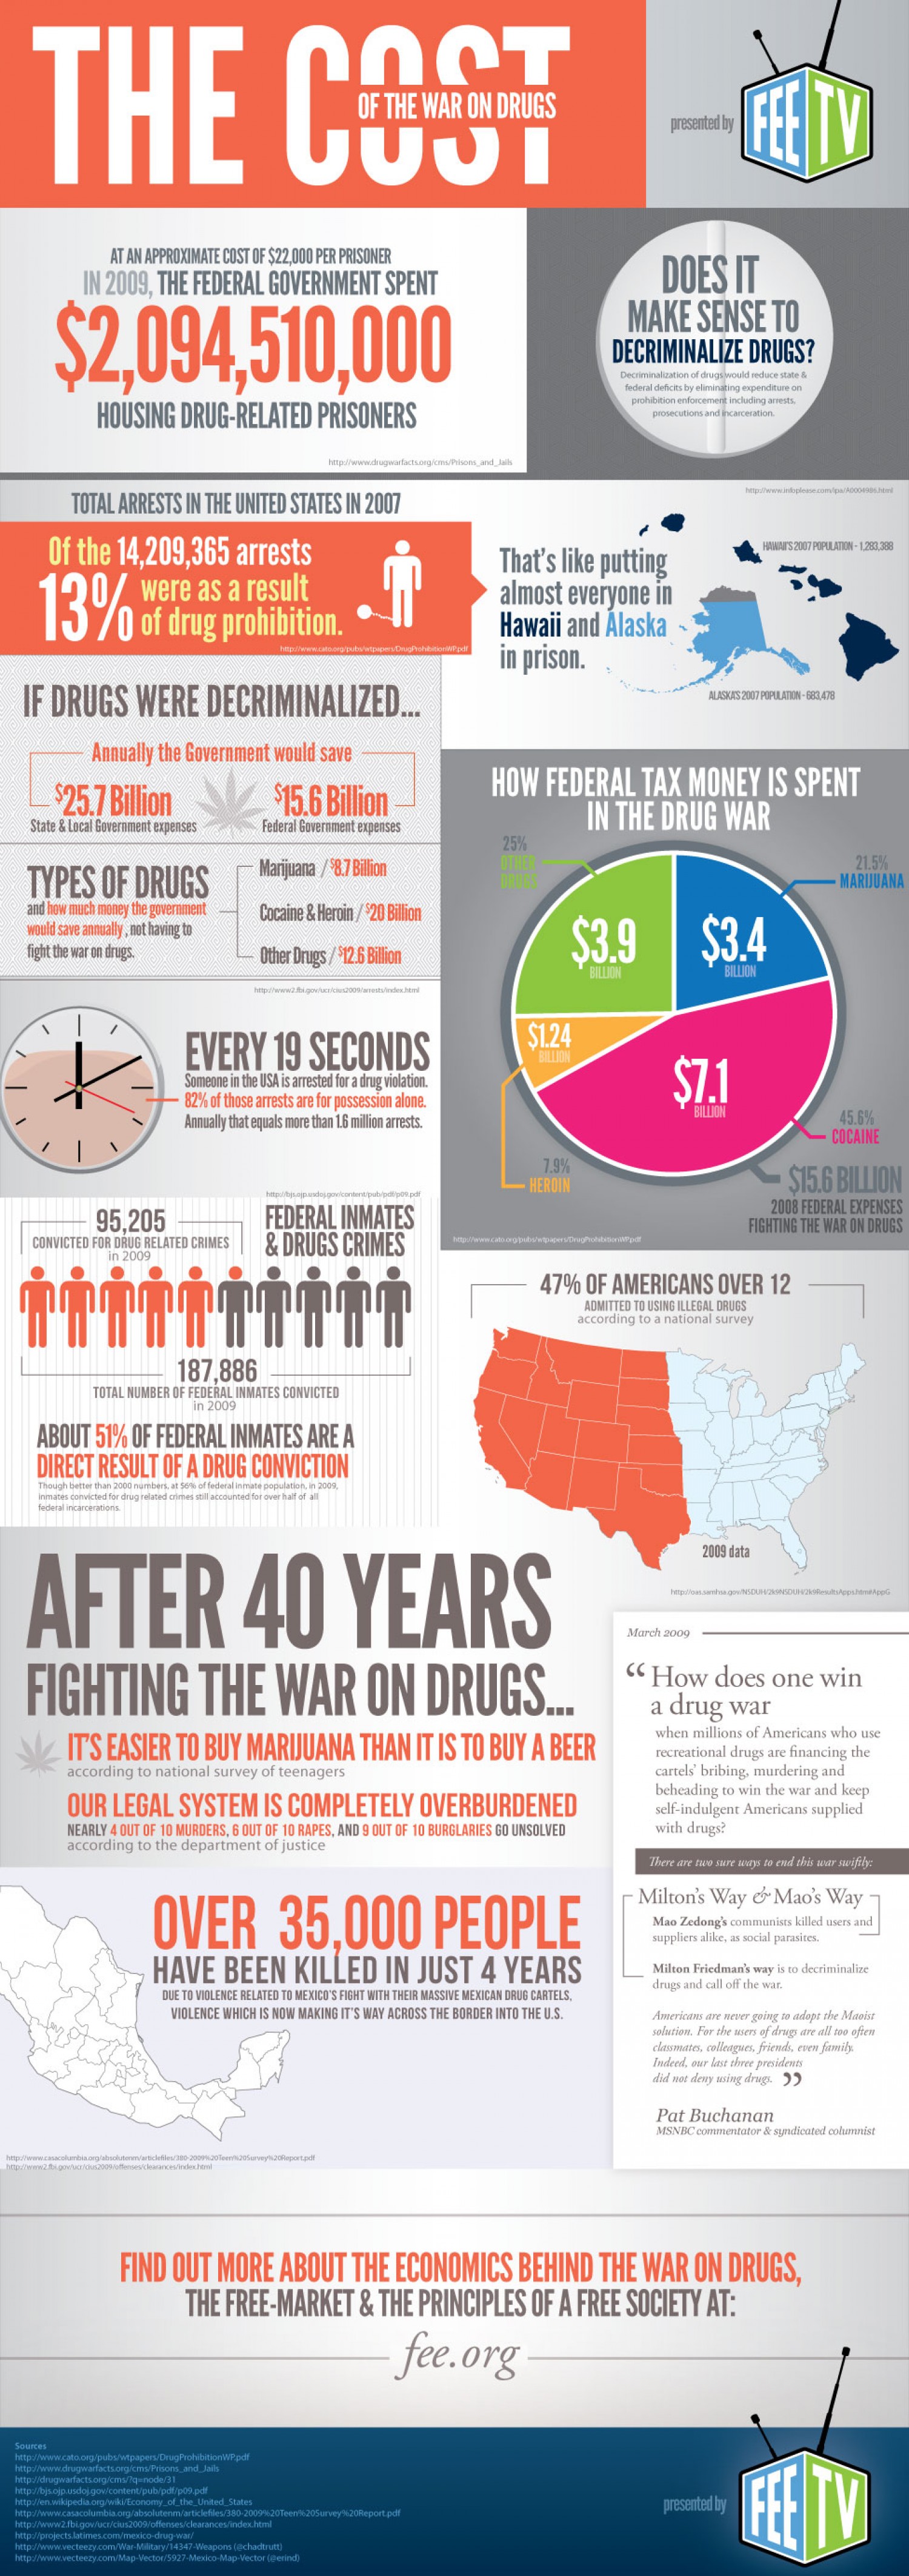 THE COST
OF THE WAR ON DRUGS
presented by
FEE TV
AT AN APPROXIMATE COST OF $22,000 PER PRISONER
IN 2009, THE FEDERAL GOVERNMENT SPENT
$2,094,510,000
HOUSING DRUG-RELATED PRISONERS
http://www.drugwarfacts.org/cms/Prisons_and_Jails
DOES IT
MAKE SENSE TO
DECRIMINALIZE DRUGS?
Decriminalization of drugs would reduce state &
federal deficits by eliminating expenditure on
prohibition enforcement including arrests,
prosecutions and incarceration.
TOTAL ARRESTS IN THE UNITED STATES IN 2007
Of the 14,209,365 arrests
13% were as a result
of drug prohibition.
http://www.cato.org/pubs/wtpapers/DrugProhibitionWP.pdf
http://www.infoplease.com/ipa/A0004986.html
That's like putting
almost everyone in
Hawaii and Alaska
in prison.
HAWAII'S 2007 POPULATION - 1,283,388
ALASKA'S 2007 POPULATION - 683,478
IF DRUGS WERE DECRIMINALIZED...
Annually the Government would save
$25.7 Billion
State & Local Government expenses
$15.6 Billion
Federal Government expenses
TYPES OF DRUGS
and how much money the government
would save annually, not having to
fight the war on drugs.
Marijuana / $8.7 Billion
Cocaine & Heroin / $20 Billion
Other Drugs / $12.6 Billion
http://www2.fbi.gov/ucr/cius2009/arrests/index.html
HOW FEDERAL TAX MONEY IS SPENT
IN THE DRUG WAR
25%
OTHER
DRUGS
21.5%
MARIJUANA
$3.9
BILLION
$3.4
BILLION
$1.24
BILLION
$7.1
BILLION
45.6%
COCAINE
7.9%
HEROIN
$15.6 BILLION
2008 FEDERAL EXPENSES
FIGHTING THE WAR ON DRUGS
http://www.cato.org/pubs/wtpapers/DrugProhibitionWP.pdf
EVERY 19 SECONDS
Someone in the USA is arrested for a drug violation.
82% of those arrests are for possession alone.
Annually that equals more than 1.6 million arrests.
http://bjs.ojp.usdoj.gov/content/pub/pdf/p09.pdf
95,205
CONVICTED FOR DRUG RELATED CRIMES
in 2009
FEDERAL INMATES
& DRUGS CRIMES
187,886
TOTAL NUMBER OF FEDERAL INMATES CONVICTED
in 2009
ABOUT 51% OF FEDERAL INMATES ARE A
DIRECT RESULT OF A DRUG CONVICTION
Though better than 2000 numbers, at 56% of federal inmate population, in 2009,
inmates convicted for drug related crimes still accounted for over half of all
federal incarcerations.
47% OF AMERICANS OVER 12
ADMITTED TO USING ILLEGAL DRUGS
according to a national survey
2009 data
AFTER 40 YEARS
FIGHTING THE WAR ON DRUGS...
IT'S EASIER TO BUY MARIJUANA THAN IT IS TO BUY A BEER
according to national survey of teenagers
OUR LEGAL SYSTEM IS COMPLETELY OVERBURDENED
NEARLY 4 OUT OF 10 MURDERS, 6 OUT OF 10 RAPES, AND 9 OUT OF 10 BURGLARIES GO UNSOLVED
according to the department of justice
March 2009
“How does one win
a drug war
when millions of Americans who use
recreational drugs are financing the
cartels' bribing, murdering and
beheading to win the war and keep
self-indulgent Americans supplied
with drugs?
There are two sure ways to end this war swiftly:
Milton's Way & Mao's Way
Mao Zedong's communists killed users and
suppliers alike, as social parasites.
Milton Friedman's way is to decriminalize
drugs and call off the war.
Americans are never going to adopt the Maoist
solution. For the users of drugs are all too often
classmates, colleagues, friends, even family.
Indeed, our last three presidents
did not deny using drugs. ”
Pat Buchanan
MSNBC commentator & syndicated columnist
OVER 35,000 PEOPLE
HAVE BEEN KILLED IN JUST 4 YEARS
DUE TO VIOLENCE RELATED TO MEXICO'S FIGHT WITH THEIR MASSIVE MEXICAN DRUG CARTELS,
VIOLENCE WHICH IS NOW MAKING IT'S WAY ACROSS THE BORDER INTO THE U.S.
http://www.casacolumbia.org/absolutenm/articlefiles/380-2009%20Teen%20Survey%20Report.pdf
http://www2.fbi.gov/ucr/cius2009/offenses/clearances/index.html
FIND OUT MORE ABOUT THE ECONOMICS BEHIND THE WAR ON DRUGS,
THE FREE-MARKET & THE PRINCIPLES OF A FREE SOCIETY AT:
fee.org
Sources
http://www.cato.org/pubs/wtpapers/DrugProhibitionWP.pdf
http://www.drugwarfacts.org/cms/Prisons_and_Jails
http://drugwarfacts.org/cms/?q=node/31
http://bjs.ojp.usdoj.gov/content/pub/pdf/p09.pdf
http://en.wikipedia.org/wiki/Economy_of_the_United_States
http://www.casacolumbia.org/absolutenm/articlefiles/380-2009%20Teen%20Survey%20Report.pdf
http://www2.fbi.gov/ucr/cius2009/offenses/clearances/index.html
http://projects.latimes.com/mexico-drug-war/
http://www.vecteezy.com/War-Military/14347-Weapons (@chadtrutt)
http://www.vecteezy.com/Map-Vector/5927-Mexico-Map-Vector (@erind)
presented by
FEE TV